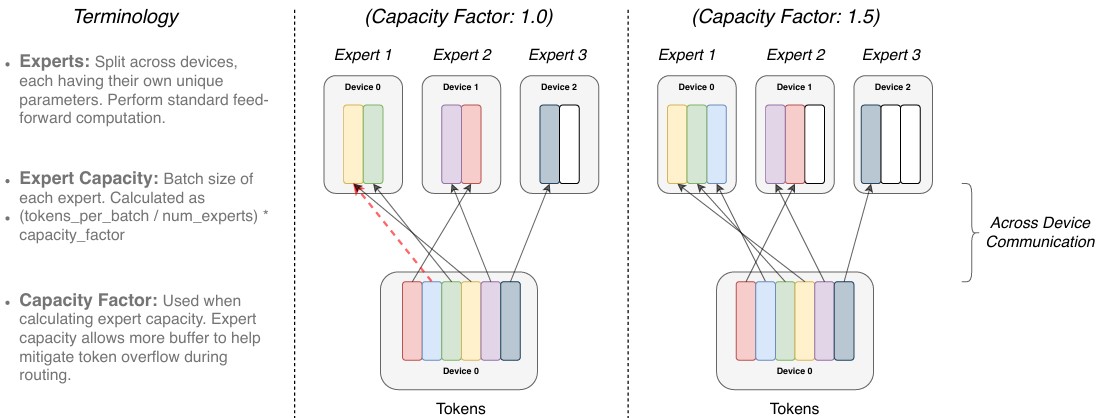 Terminology
• Experts: Split across devices,
each having their own unique
parameters. Perform standard feed-
forward computation.
• Expert Capacity: Batch size of
each expert. Calculated as
• (tokens_per_batch / num_experts) *
capacity_factor
• Capacity Factor: Used when
calculating expert capacity. Expert
capacity allows more buffer to help
mitigate token overflow during
routing.
(Capacity Factor: 1.0)
Expert 1 Expert 2 Expert 3
Device 0 Device 1 Device 2
Device 0
Tokens
(Capacity Factor: 1.5)
Expert 1 Expert 2 Expert 3
Device 0 Device 1 Device 2
Device 0
Tokens
Across Device
Communication